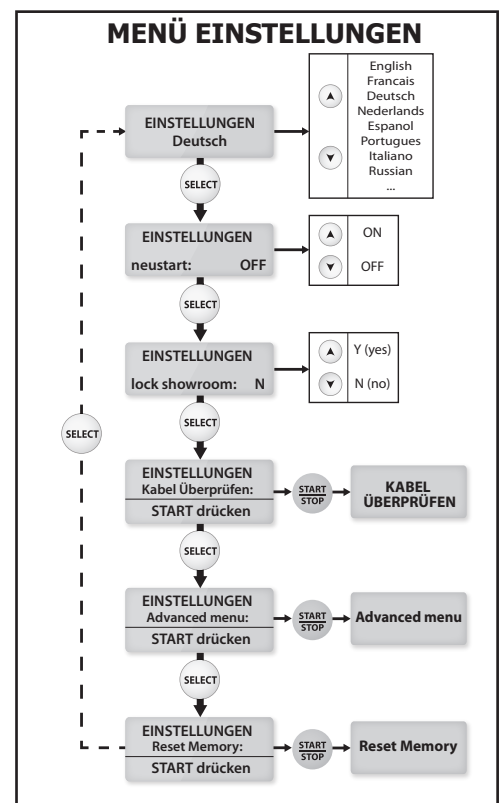 MENÜ EINSTELLUNGEN
EINSTELLUNGEN
Deutsch
English
Francais
Deutsch
Nederlands
Espanol
Portugues
Italiano
Russian
...
SELECT
EINSTELLUNGEN
neustart: OFF
ON
OFF
SELECT
EINSTELLUNGEN
lock showroom: N
Y (yes)
N (no)
SELECT
SELECT
EINSTELLUNGEN
Kabel Überprüfen:
START drücken
START
STOP
KABEL
ÜBERPRÜFEN
SELECT
EINSTELLUNGEN
Advanced menu:
START drücken
START
STOP
Advanced menu
SELECT
EINSTELLUNGEN
Reset Memory:
START drücken
START
STOP
Reset Memory